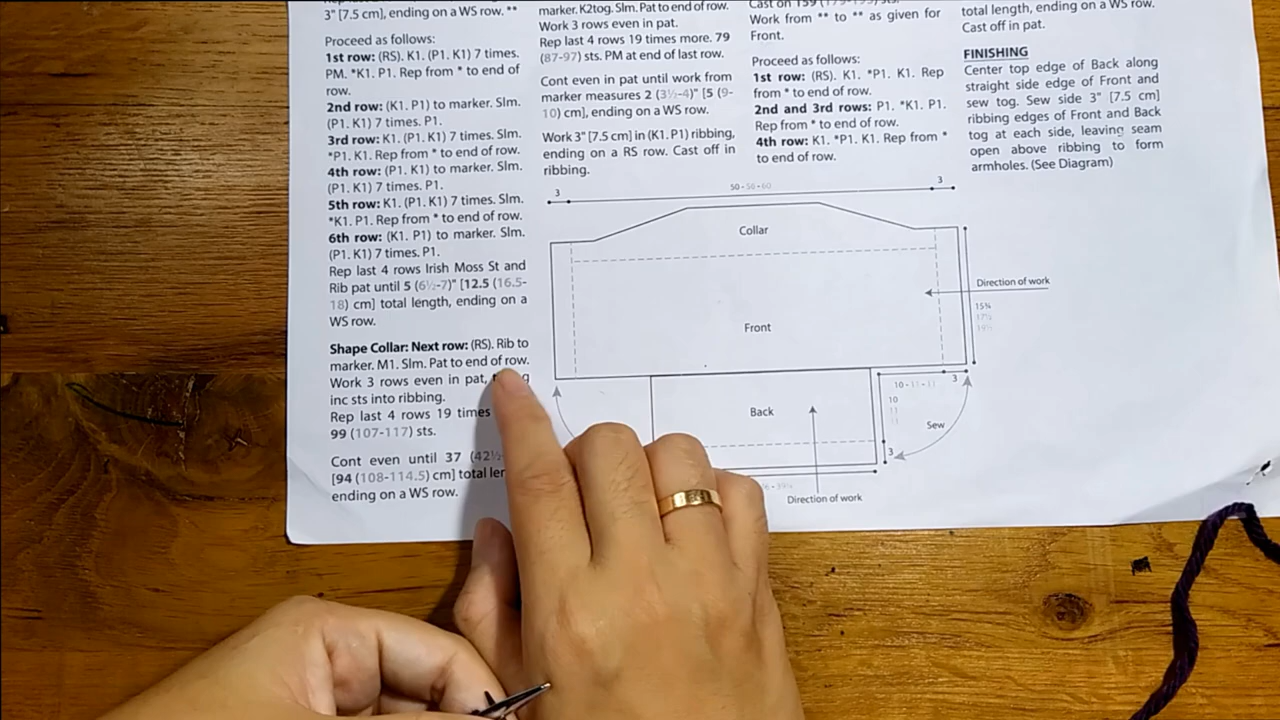 3" [7.5 cm], ending on a WS row. **
Proceed as follows:
1st row: (RS). K1. (P1. K1) 7 times.
PM. *K1. P1. Rep from * to end of
row.
2nd row: (K1. P1) to marker. Slm.
(P1. K1) 7 times. P1.
3rd row: K1. (P1. K1) 7 times. Slm.
*P1. K1. Rep from * to end of row.
4th row: (P1. K1) to marker. Slm.
(P1. K1) 7 times. P1.
5th row: K1. (P1. K1) 7 times. Slm.
*K1. P1. Rep from * to end of row.
6th row: (K1. P1) to marker. Slm.
(P1. K1) 7 times. P1.
Rep last 4 rows Irish Moss St and
Rib pat until 5 (6½-7)" [12.5 (16.5-
18) cm] total length, ending on a
WS row.
Shape Collar: Next row: (RS). Rib to
marker. M1. Slm. Pat to end of row.
Work 3 rows even in pat,
inc sts into ribbing.
Rep last 4 rows 19 times
99 (107-117) sts.
Cont even until 37 (42½-
[94 (108-114.5) cm] total
ending on a WS row.
marker. K2tog. Slm. Pat to end of row.
Work 3 rows even in pat.
Rep last 4 rows 19 times more. 79
(87-97) sts. PM at end of last row.
Cont even in pat until work from
marker measures 2 (3½-4)" [5 (9-
10) cm], ending on a WS row.
Work 3" [7.5 cm] in (K1. P1) ribbing,
ending on a RS row. Cast off in
ribbing.
Cast on 159
Work from ** to ** as given for
Front.
Proceed as follows:
1st row: (RS). K1. *P1. K1. Rep
from * to end of row.
2nd and 3rd rows: P1. *K1. P1.
Rep from * to end of row.
4th row: K1. *P1. K1. Rep from *
to end of row.
total length, ending on a WS row.
Cast off in pat.
FINISHING
Center top edge of Back along
straight side edge of Front and
sew tog. Sew side 3" [7.5 cm]
ribbing edges of Front and Back
tog at each side, leaving seam
open above ribbing to form
armholes. (See Diagram)
3
50 - 56 - 60
3
Collar
Direction of work
15¾
Front
10 - 11 - 11
3
Back
10
11
11
Sew
3
Direction of work